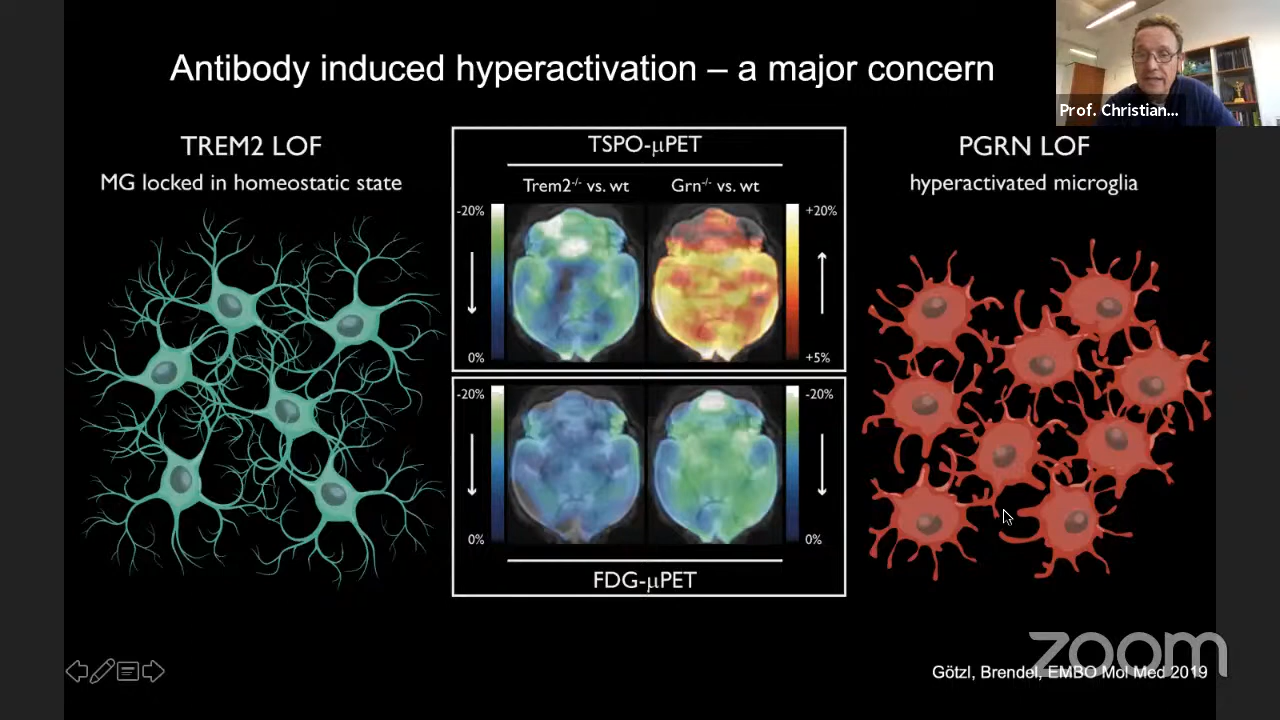 Antibody induced hyperactivation – a major concern
Prof. Christian...
TREM2 LOF
MG locked in homeostatic state
TSPO-µPET
Trem2-/- vs. wt
Grn-/- vs. wt
-20%
0%
+20%
+5%
-20%
0%
-20%
0%
FDG-µPET
PGRN LOF
hyperactivated microglia
zoom
Götzl, Brendel, EMBO Mol Med 2019